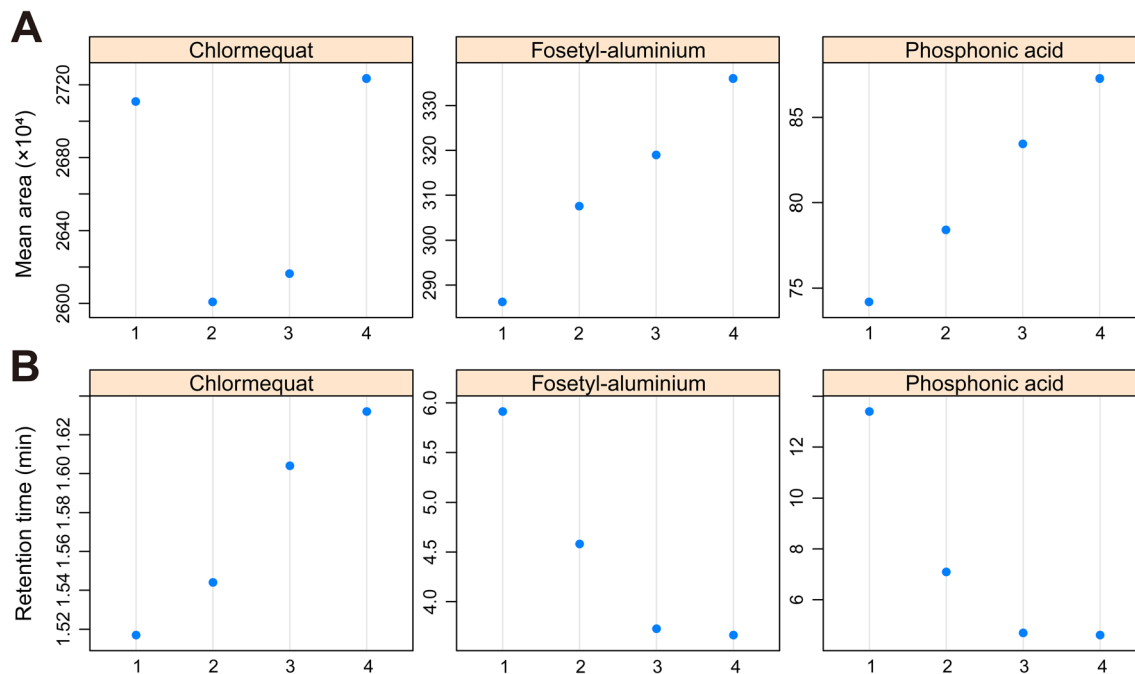 A
Chlormequat
Fosetyl-aluminium
Phosphonic acid
Mean area (×10⁴)
2720
2680
2640
2600
330
320
310
300
290
85
80
75
1 2 3 4
1 2 3 4
1 2 3 4
B
Chlormequat
Fosetyl-aluminium
Phosphonic acid
Retention time (min)
1.62
1.60
1.58
1.56
1.54
1.52
6.0
5.5
5.0
4.5
4.0
12
10
8
6
1 2 3 4
1 2 3 4
1 2 3 4